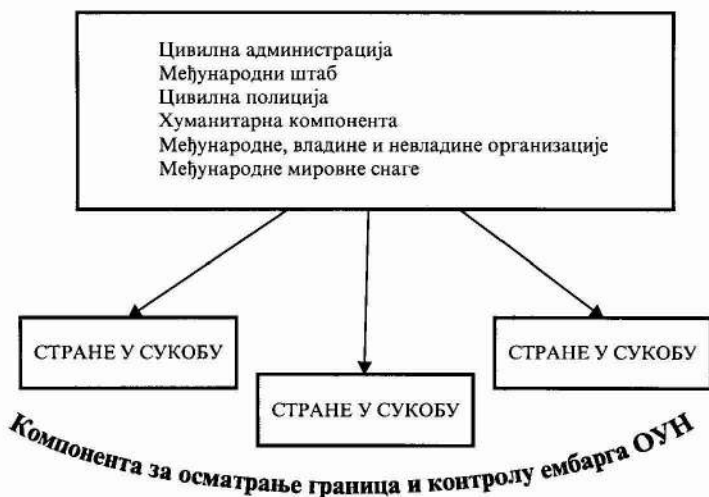 Цивилна администрација
Међународни штаб
Цивилна полиција
Хуманитарна компонента
Међународне, владине и невладине организације
Међународне мировне снаге
СТРАНЕ У СУКОБУ
СТРАНЕ У СУКОБУ
СТРАНЕ У СУКОБУ
Компонента за осматрање граница и контролу ембарга ОУН